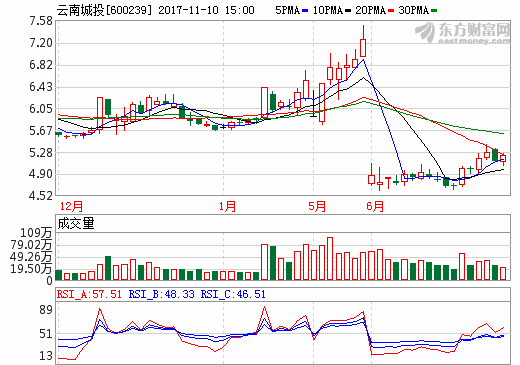 云南城投[600239] 2017-11-10 15:00 5PMA 10PMA 20PMA 30PMA
东方财富网
eastmoney.com
7.58
7.20
6.82
6.43
6.05
5.67
5.28
4.90
4.52
12月 1月 5月 6月
成交量
109万
79.02万
49.26万
19.50万
0
RSI_A:57.51 RSI_B:48.33 RSI_C:46.51
89
51
13